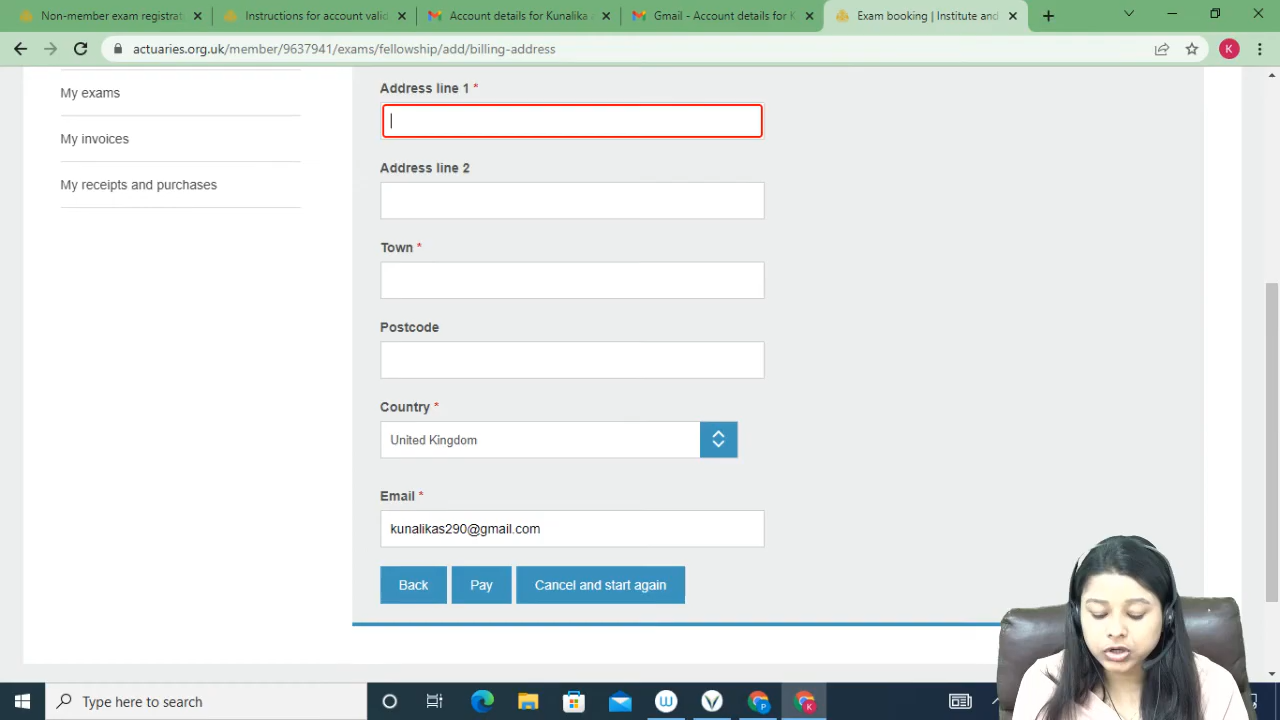 Non-member exam registrat
Instructions for account valid
Account details for Kunalika
Gmail - Account details for K
Exam booking | Institute and
actuaries.org.uk/member/9637941/exams/fellowship/add/billing-address
K
My exams
My invoices
My receipts and purchases
Address line 1 *
Address line 2
Town *
Postcode
Country *
United Kingdom
Email *
kunalikas290@gmail.com
Back
Pay
Cancel and start again
Type here to search